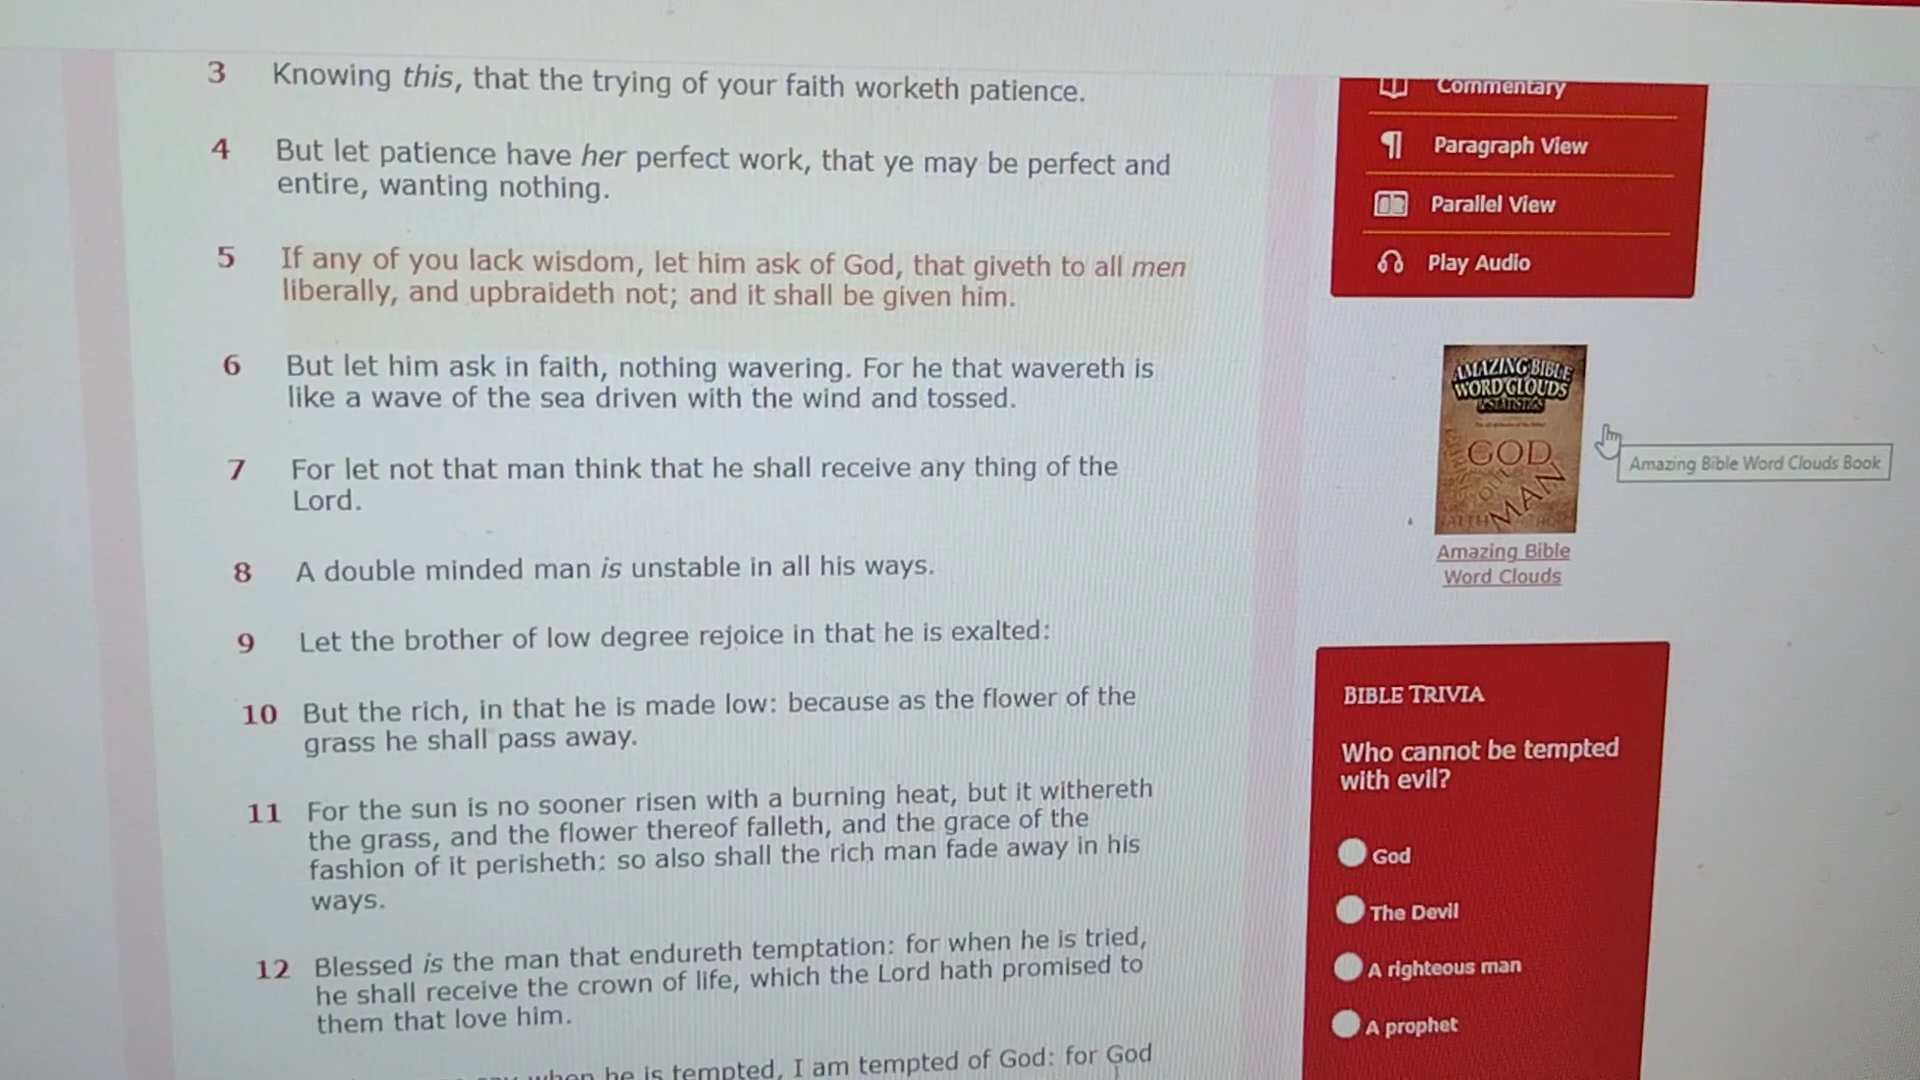 3 Knowing this, that the trying of your faith worketh patience.
4 But let patience have her perfect work, that ye may be perfect and
entire, wanting nothing.
5 If any of you lack wisdom, let him ask of God, that giveth to all men
liberally, and upbraideth not; and it shall be given him.
6 But let him ask in faith, nothing wavering. For he that wavereth is
like a wave of the sea driven with the wind and tossed.
7 For let not that man think that he shall receive any thing of the
Lord.
8 A double minded man is unstable in all his ways.
9 Let the brother of low degree rejoice in that he is exalted:
10 But the rich, in that he is made low: because as the flower of the
grass he shall pass away.
11 For the sun is no sooner risen with a burning heat, but it withereth
the grass, and the flower thereof falleth, and the grace of the
fashion of it perisheth: so also shall the rich man fade away in his
ways.
12 Blessed is the man that endureth temptation: for when he is tried,
he shall receive the crown of life, which the Lord hath promised to
them that love him.
when he is tempted, I am tempted of God: for God
Commentary
Paragraph View
Parallel View
Play Audio
AMAZING BIBLE
WORD CLOUDS
& STATISTICS
GOD
MAN
FAITH
Amazing Bible Word Clouds Book
Amazing Bible
Word Clouds
BIBLE TRIVIA
Who cannot be tempted
with evil?
God
The Devil
A righteous man
A prophet